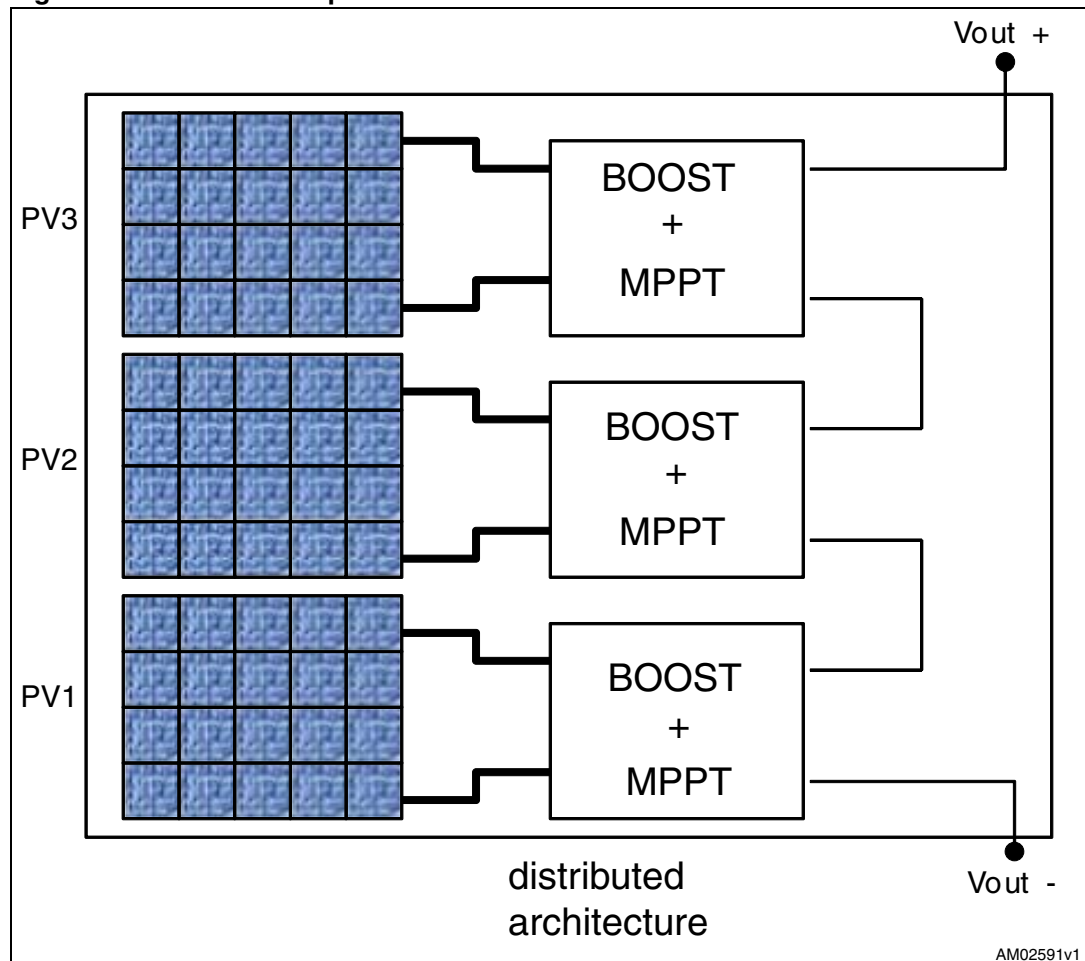 Vout +
PV3
BOOST
+
MPPT
PV2
BOOST
+
MPPT
PV1
BOOST
+
MPPT
distributed
architecture
Vout -
AM02591v1